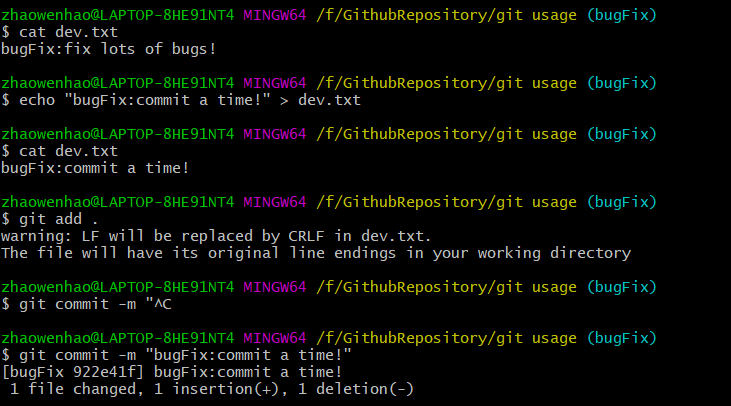 zhaowenhao@LAPTOP-8HE91NT4 MINGW64 /f/GithubRepository/git usage (bugFix)
$ cat dev.txt
bugFix:fix lots of bugs!
zhaowenhao@LAPTOP-8HE91NT4 MINGW64 /f/GithubRepository/git usage (bugFix)
$ echo "bugFix:commit a time!" > dev.txt
zhaowenhao@LAPTOP-8HE91NT4 MINGW64 /f/GithubRepository/git usage (bugFix)
$ cat dev.txt
bugFix:commit a time!
zhaowenhao@LAPTOP-8HE91NT4 MINGW64 /f/GithubRepository/git usage (bugFix)
$ git add .
warning: LF will be replaced by CRLF in dev.txt.
The file will have its original line endings in your working directory
zhaowenhao@LAPTOP-8HE91NT4 MINGW64 /f/GithubRepository/git usage (bugFix)
$ git commit -m "^C
zhaowenhao@LAPTOP-8HE91NT4 MINGW64 /f/GithubRepository/git usage (bugFix)
$ git commit -m "bugFix:commit a time!"
[bugFix 922e41f] bugFix:commit a time!
 1 file changed, 1 insertion(+), 1 deletion(-)